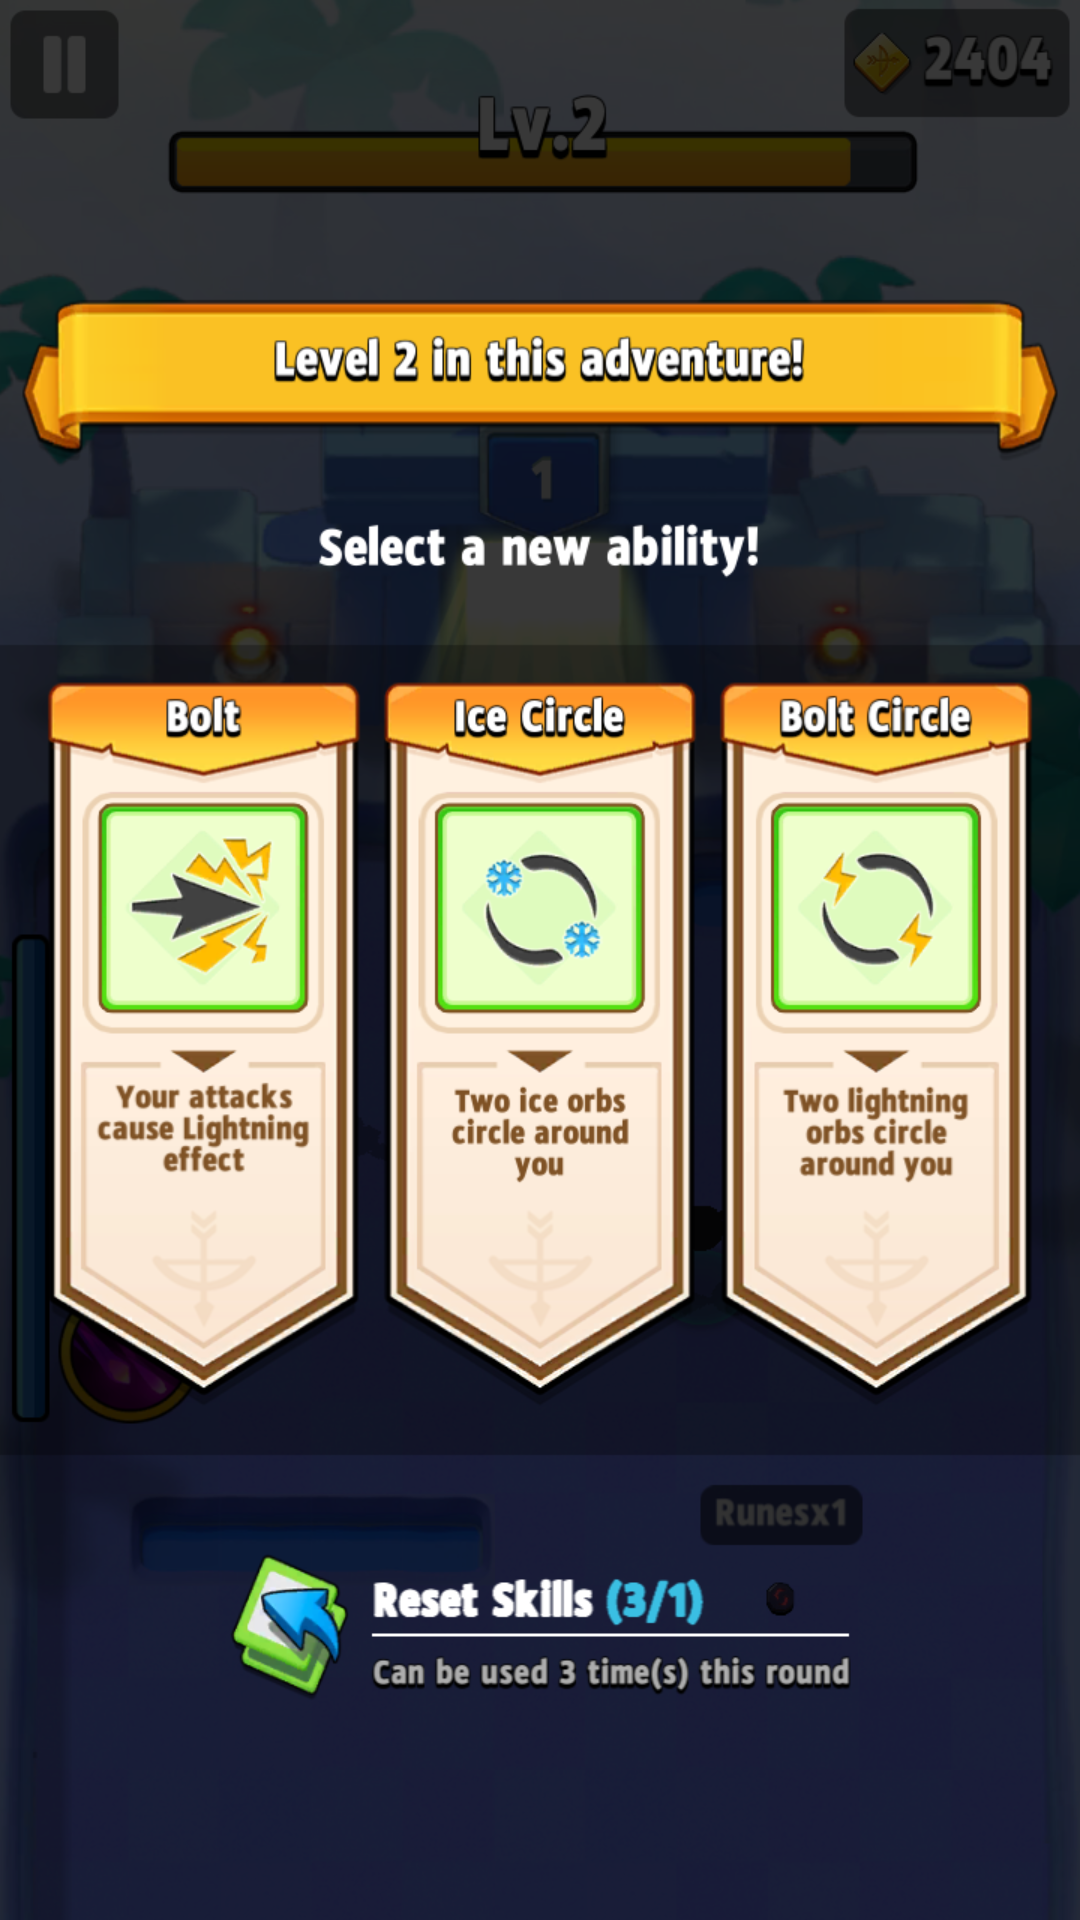 2404
Lv.2
Level 2 in this adventure!
1
Select a new ability!
Bolt
Your attacks
cause Lightning
effect
Ice Circle
Two ice orbs
circle around
you
Bolt Circle
Two lightning
orbs circle
around you
Runesx1
Reset Skills (3/1)
Can be used 3 time(s) this round